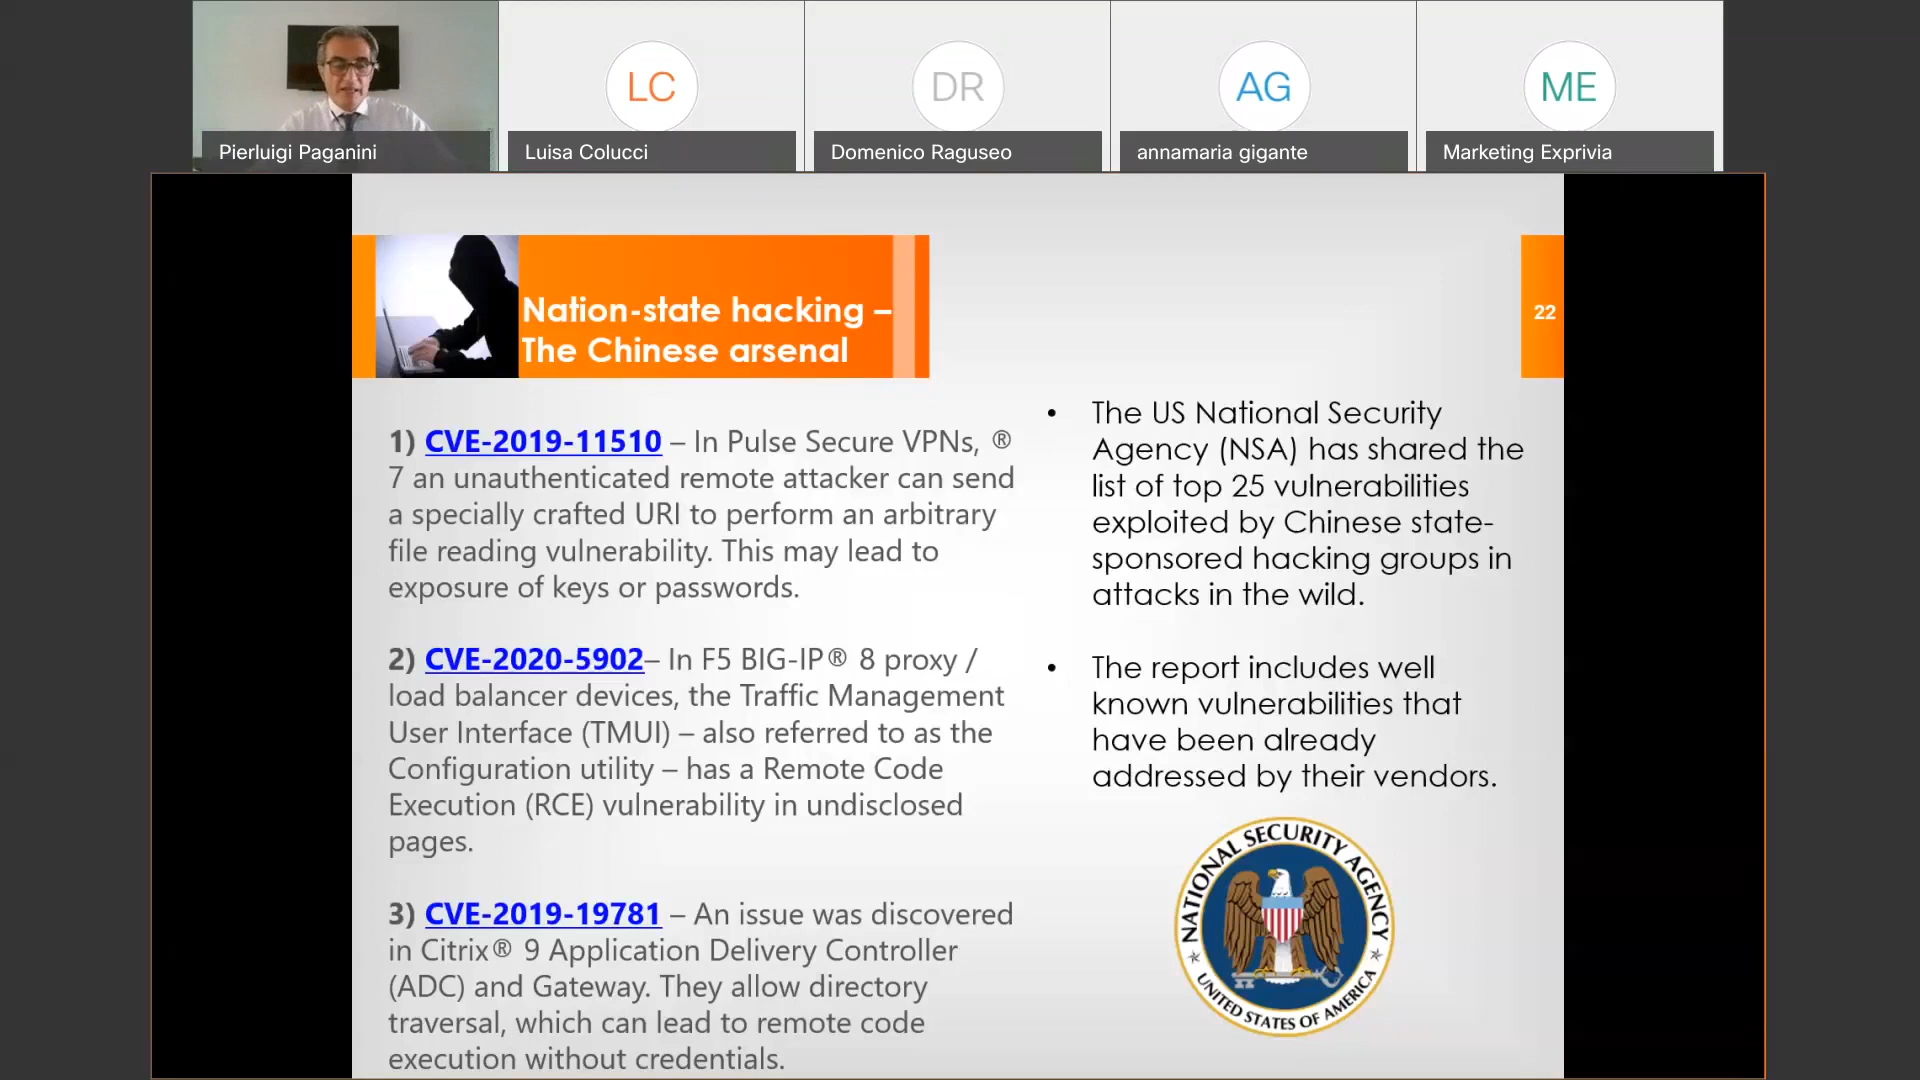 LC
DR
AG
ME
Pierluigi Paganini
Luisa Colucci
Domenico Raguseo
annamaria gigante
Marketing Exprivia
Nation-state hacking –
The Chinese arsenal
22
1) CVE-2019-11510 – In Pulse Secure VPNs, ®
7 an unauthenticated remote attacker can send
a specially crafted URI to perform an arbitrary
file reading vulnerability. This may lead to
exposure of keys or passwords.
2) CVE-2020-5902– In F5 BIG-IP® 8 proxy /
load balancer devices, the Traffic Management
User Interface (TMUI) – also referred to as the
Configuration utility – has a Remote Code
Execution (RCE) vulnerability in undisclosed
pages.
3) CVE-2019-19781 – An issue was discovered
in Citrix® 9 Application Delivery Controller
(ADC) and Gateway. They allow directory
traversal, which can lead to remote code
execution without credentials.
• The US National Security
Agency (NSA) has shared the
list of top 25 vulnerabilities
exploited by Chinese state-
sponsored hacking groups in
attacks in the wild.
• The report includes well
known vulnerabilities that
have been already
addressed by their vendors.
NATIONAL SECURITY AGENCY
UNITED STATES OF AMERICA